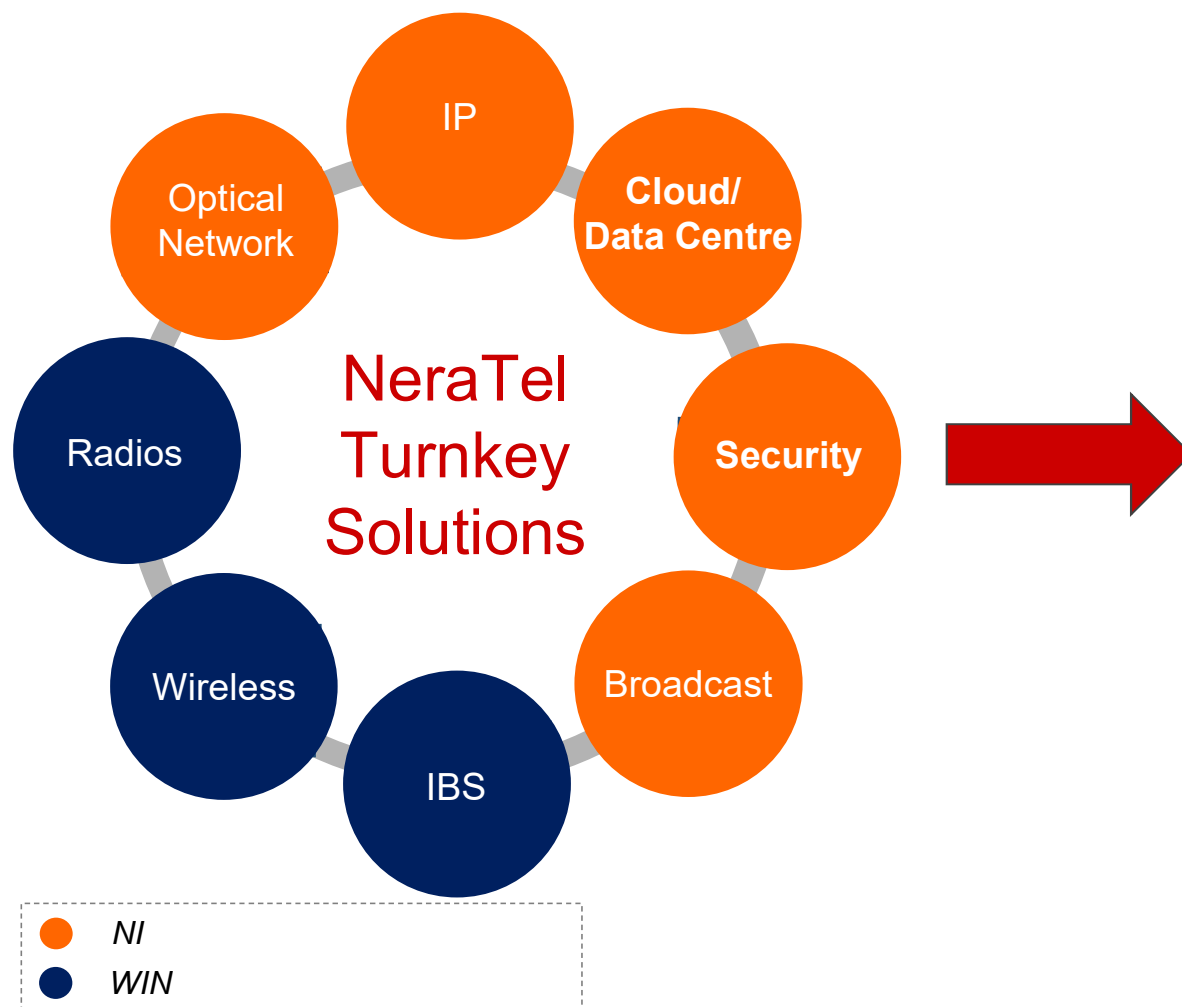 IP
Cloud/
Data Centre
Optical
Network
NeraTel
Turnkey
Solutions
Radios
Security
Wireless
Broadcast
IBS
NI
WIN